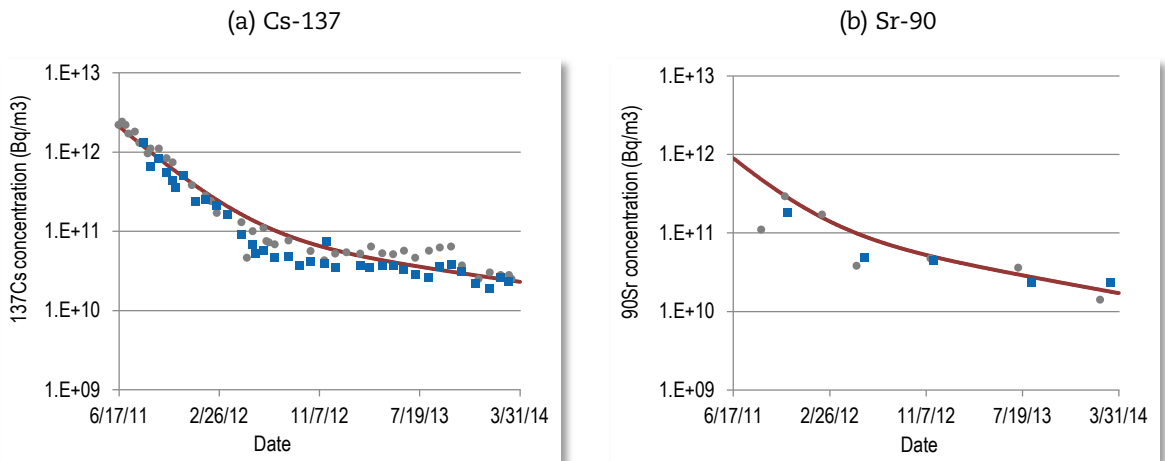 (a) Cs-137
1.E+13
1.E+12
1.E+11
1.E+10
1.E+09
137Cs concentration (Bq/m3)
6/17/11 2/26/12 11/7/12 7/19/13 3/31/14
Date
(b) Sr-90
1.E+13
1.E+12
1.E+11
1.E+10
1.E+09
90Sr concentration (Bq/m3)
6/17/11 2/26/12 11/7/12 7/19/13 3/31/14
Date